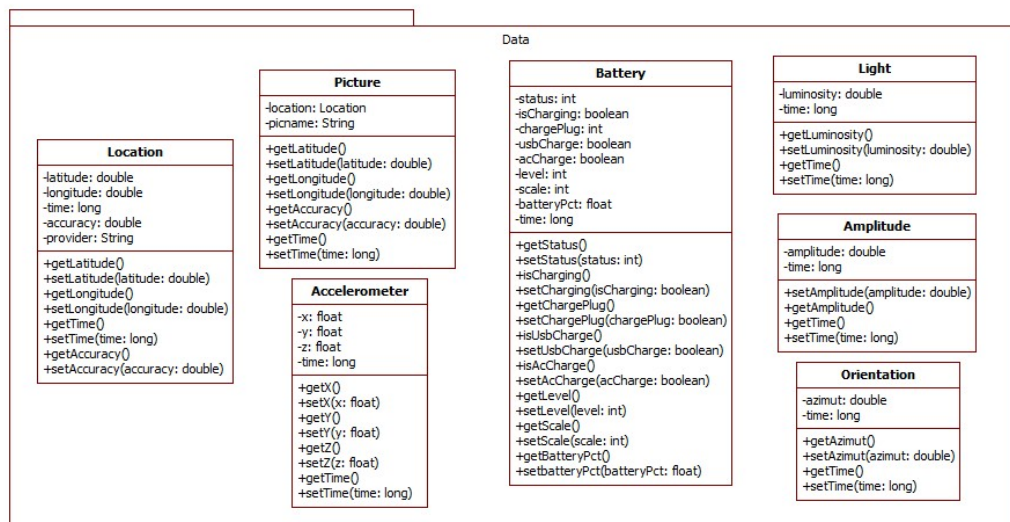 Data
Location
-latitude: double
-longitude: double
-time: long
-accuracy: double
-provider: String
+getLatitude()
+setLatitude(latitude: double)
+getLongitude()
+setLongitude(longitude: double)
+getTime()
+setTime(time: long)
+getAccuracy()
+setAccuracy(accuracy: double)
Picture
-location: Location
-picname: String
+getLatitude()
+setLatitude(latitude: double)
+getLongitude()
+setLongitude(longitude: double)
+getAccuracy()
+setAccuracy(accuracy: double)
+getTime()
+setTime(time: long)
Accelerometer
-x: float
-y: float
-z: float
-time: long
+getX()
+setX(x: float)
+getY()
+setY(y: float)
+getZ()
+setZ(z: float)
+getTime()
+setTime(time: long)
Battery
-status: int
-isCharging: boolean
-chargePlug: int
-usbCharge: boolean
-acCharge: boolean
-level: int
-scale: int
-batteryPct: float
-time: long
+getStatus()
+setStatus(status: int)
+isCharging()
+setCharging(isCharging: boolean)
+getChargePlug()
+setChargePlug(chargePlug: boolean)
+isUsbCharge()
+setUsbCharge(usbCharge: boolean)
+isAcCharge()
+setAcCharge(acCharge: boolean)
+getLevel()
+setLevel(level: int)
+getScale()
+setScale(scale: int)
+getBatteryPct()
+setbatteryPct(batteryPct: float)
Light
-luminosity: double
-time: long
+getLuminosity()
+setLuminosity(luminosity: double)
+getTime()
+setTime(time: long)
Amplitude
-amplitude: double
-time: long
+setAmplitude(amplitude: double)
+getAmplitude()
+getTime()
+setTime(time: long)
Orientation
-azimut: double
-time: long
+getAzimut()
+setAzimut(azimut: double)
+getTime()
+setTime(time: long)